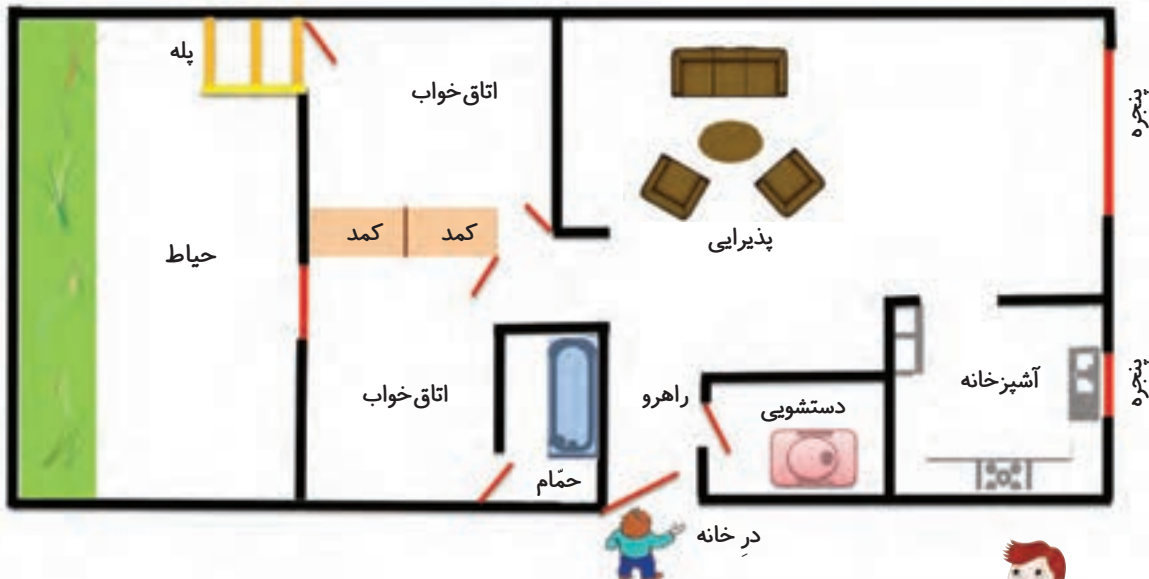 پله
اتاق‌خواب
پنجره
کمد
کمد
پذیرایی
حیاط
آشپزخانه
پنجره
راهرو
دستشویی
اتاق‌خواب
حمّام
درِ خانه